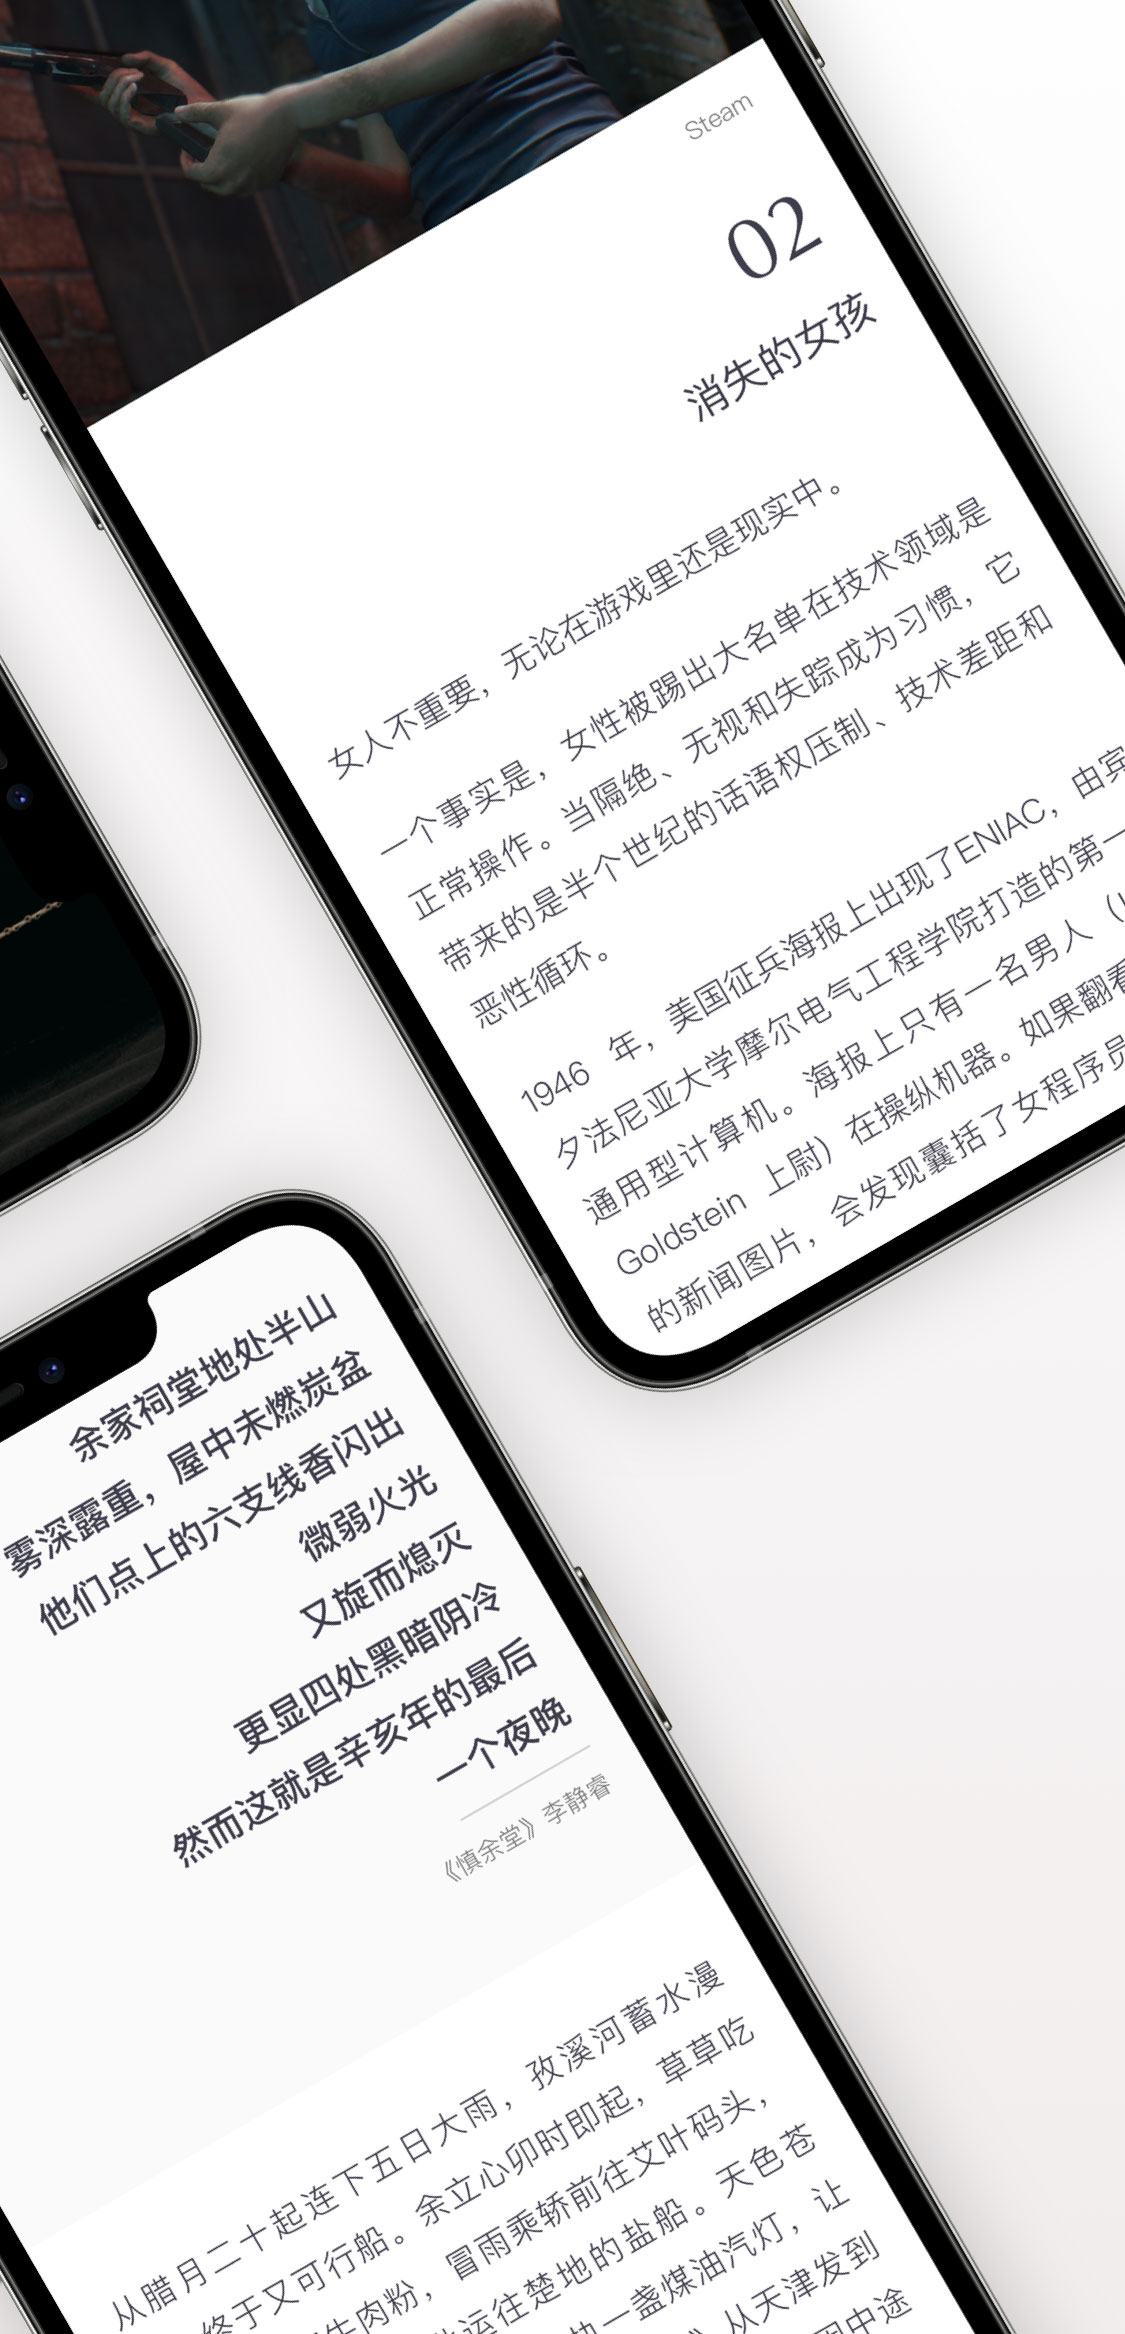 Steam
02
消失的女孩
女人不重要，无论在游戏里还是现实中。
一个事实是，女性被踢出大名单在技术领域是
正常操作。当隔绝、无视和失踪成为习惯，它
带来的是半个世纪的话语权压制、技术差距和
恶性循环。
1946 年，美国征兵海报上出现了ENIAC，由宾
夕法尼亚大学摩尔电气工程学院打造的第一
通用型计算机。海报上只有一名男人（
Goldstein 上尉）在操纵机器。如果翻看
的新闻图片，会发现囊括了女程序员
余家祠堂地处半山
雾深露重，屋中未燃炭盆
他们点上的六支线香闪出
微弱火光
又旋而熄灭
更显四处黑暗阴冷
然而这就是辛亥年的最后
一个夜晚
《慎余堂》李静睿
从腊月二十起连下五日大雨，孜溪河蓄水漫
终于又可行船。余立心卯时即起，草草吃
牛肉粉，冒雨乘轿前往艾叶码头，
运往楚地的盐船。天色苍
一盏煤油汽灯，让
从天津发到
中途